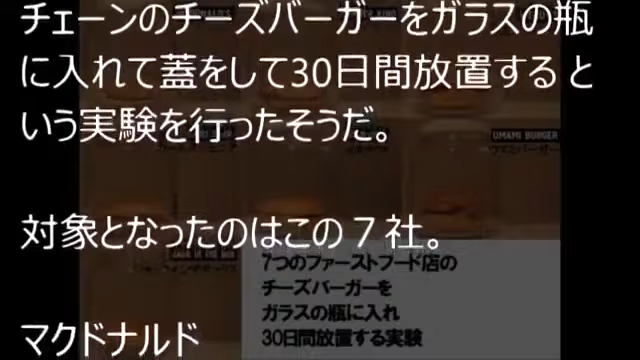 チェーンのチーズバーガーをガラスの瓶
に入れて蓋をして30日間放置する と
いう実験を行ったそうだ。
UMAMI BURGER
対象となったのはこの７社。
7つのファーストフード店の
チーズバーガーを
ガラスの瓶に入れ
30日間放置する実験
マクドナルド